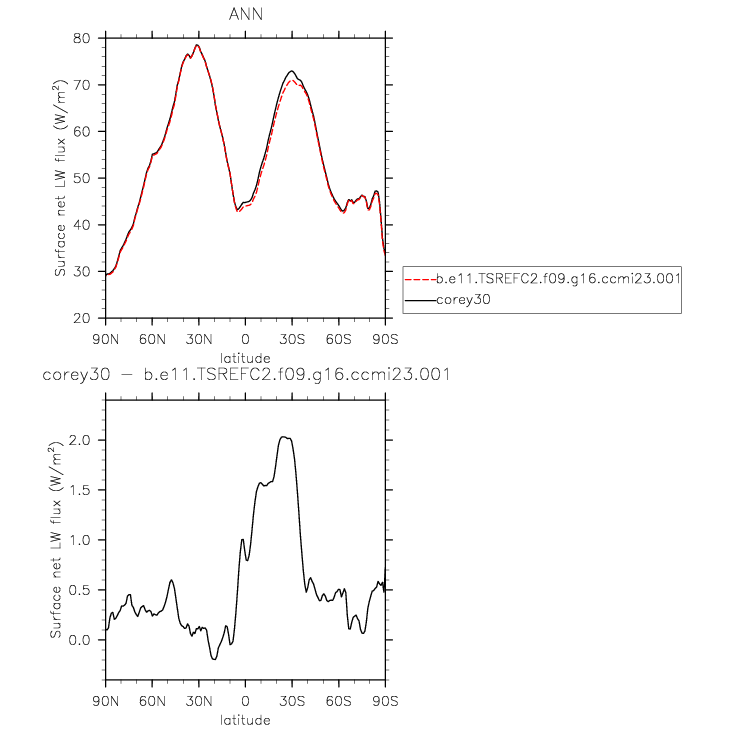 ANN
Surface net LW flux (W/m²)
80
70
60
50
40
30
20
90N 60N 30N 0 30S 60S 90S
latitude
b.e11.TSREFC2.f09.g16.ccmi23.001
corey30
corey30 − b.e11.TSREFC2.f09.g16.ccmi23.001
Surface net LW flux (W/m²)
2.0
1.5
1.0
0.5
0.0
90N 60N 30N 0 30S 60S 90S
latitude